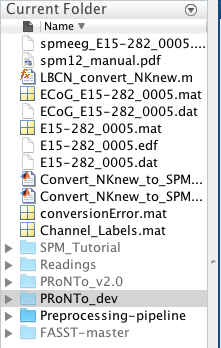 Current Folder
Name
spmeeg_E15-282_0005....
spm12_manual.pdf
LBCN_convert_NKnew.m
ECoG_E15-282_0005.mat
ECoG_E15-282_0005.dat
E15-282_0005.mat
E15-282_0005.edf
E15-282_0005.dat
Convert_NKnew_to_SPM...
Convert_NKnew_to_SPM...
conversionError.mat
Channel_Labels.mat
SPM_Tutorial
Readings
PRoNTo_v2.0
PRoNTo_dev
Preprocessing-pipeline
FASST-master